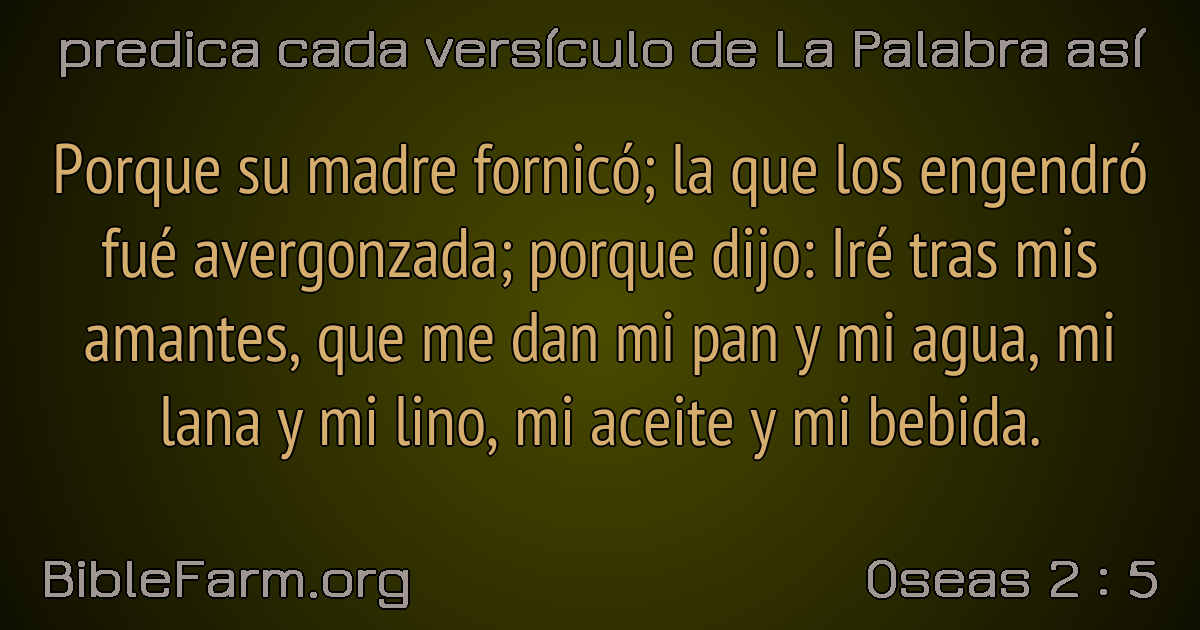 predica cada versículo de La Palabra así
Porque su madre fornicó; la que los engendró
fué avergonzada; porque dijo: Iré tras mis
amantes, que me dan mi pan y mi agua, mi
lana y mi lino, mi aceite y mi bebida.
BibleFarm.org
Oseas 2 : 5